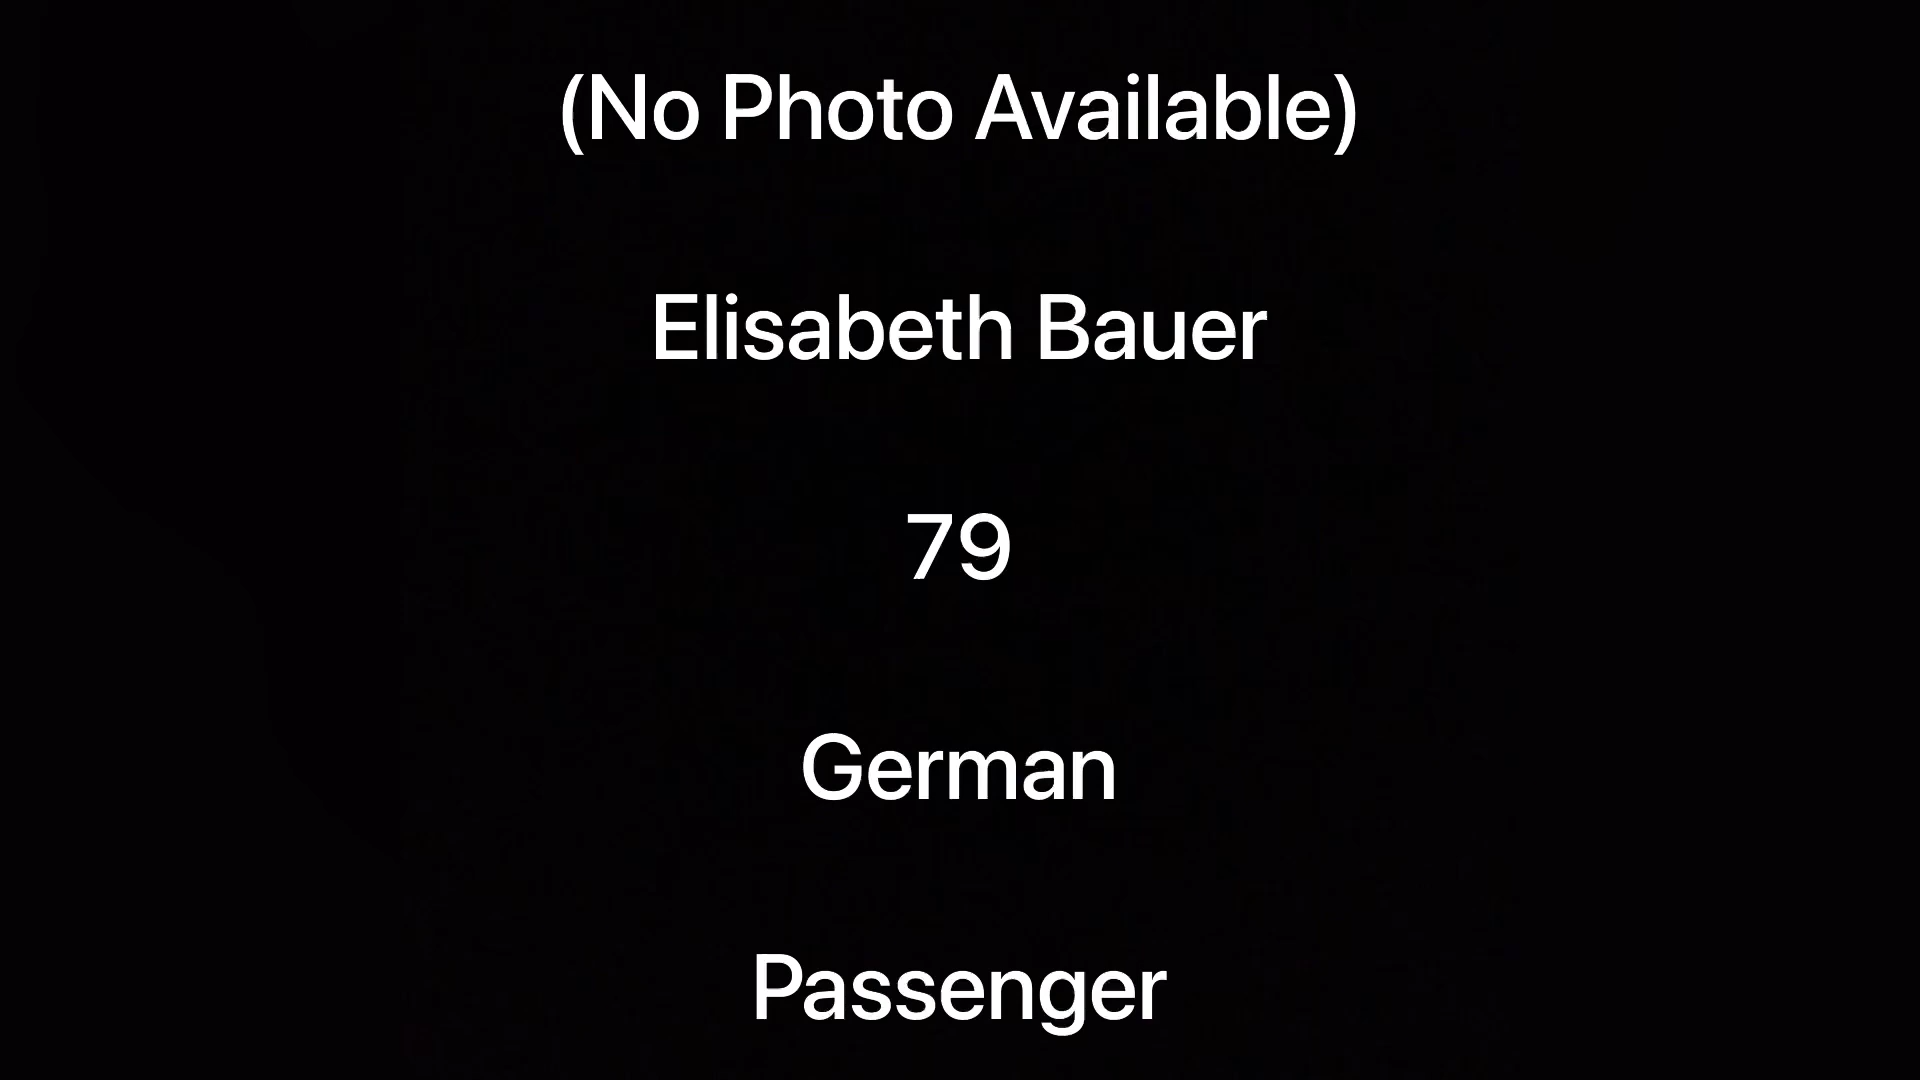 (No Photo Available)
Elisabeth Bauer
79
German
Passenger